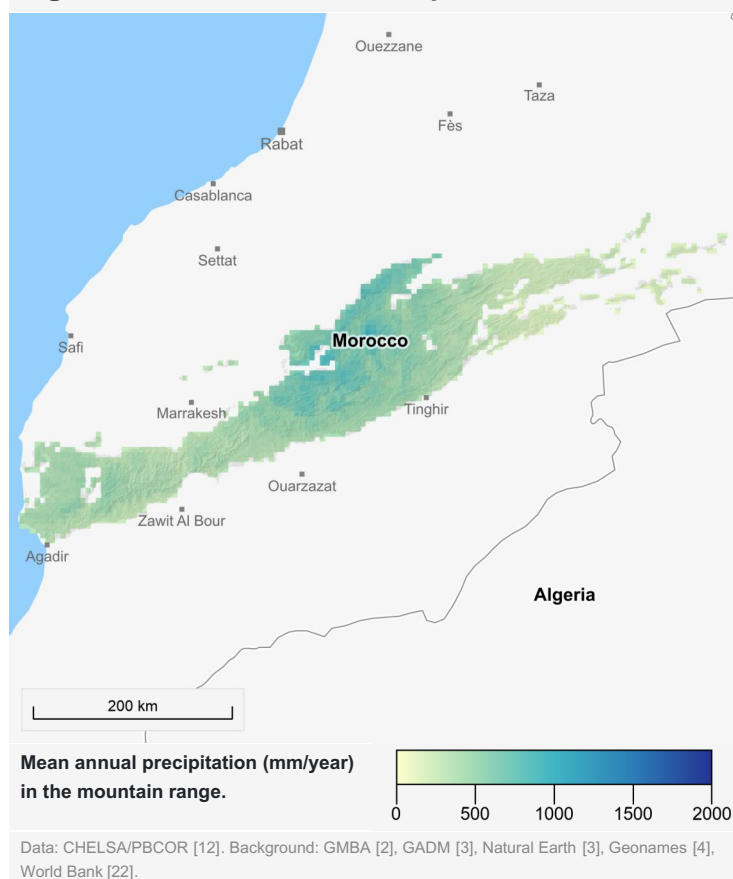 Ouezzane
Taza
Fès
Rabat
Casablanca
Settat
Safi
Morocco
Marrakesh
Tinghir
Ouarzazat
Zawit Al Bour
Agadir
Algeria
200 km
Mean annual precipitation (mm/year)
in the mountain range.
0 500 1000 1500 2000
Data: CHELSA/PBCOR [12]. Background: GMBA [2], GADM [3], Natural Earth [3], Geonames [4],
World Bank [22].